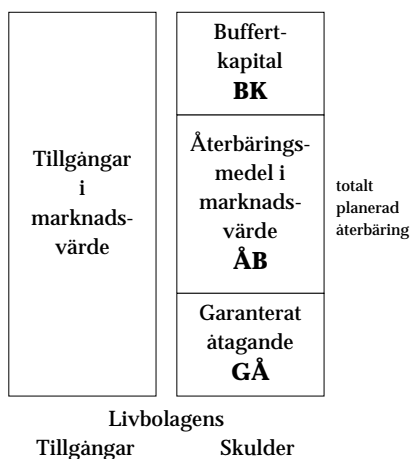 Tillgångar
i
marknads-
värde
Buffert-
kapital
BK
Återbärings-
medel i
marknads-
värde
ÅB
Garanterat
åtagande
GÅ
totalt
planerad
återbäring
Livbolagens
Tillgångar Skulder